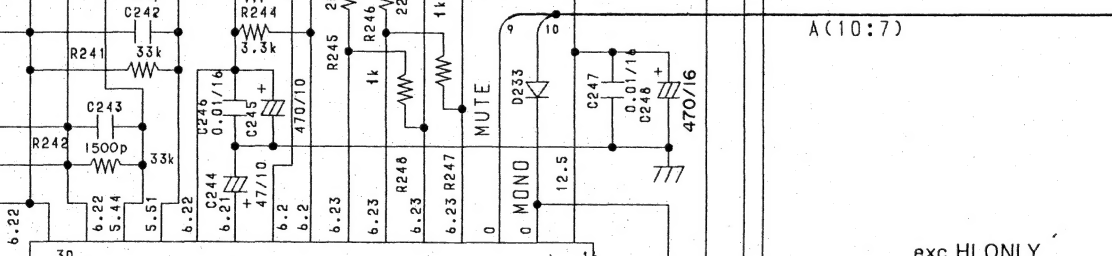 C242
R244
3.3k
R241
33k
C243
R242
1500p
33k
C246
0.01/16
C245
470/10
C244
47/10
R245
1k
R246
22
1k
R248
R247
MUTE
MONO
9
10
D233
C247
0.01/16
C248
470/16
A(10:7)
12.5
6.22
6.22
5.44
5.51
6.22
6.21
6.2
6.2
6.23
6.23
6.23
6.23
0
0
30
exc HI ONLY